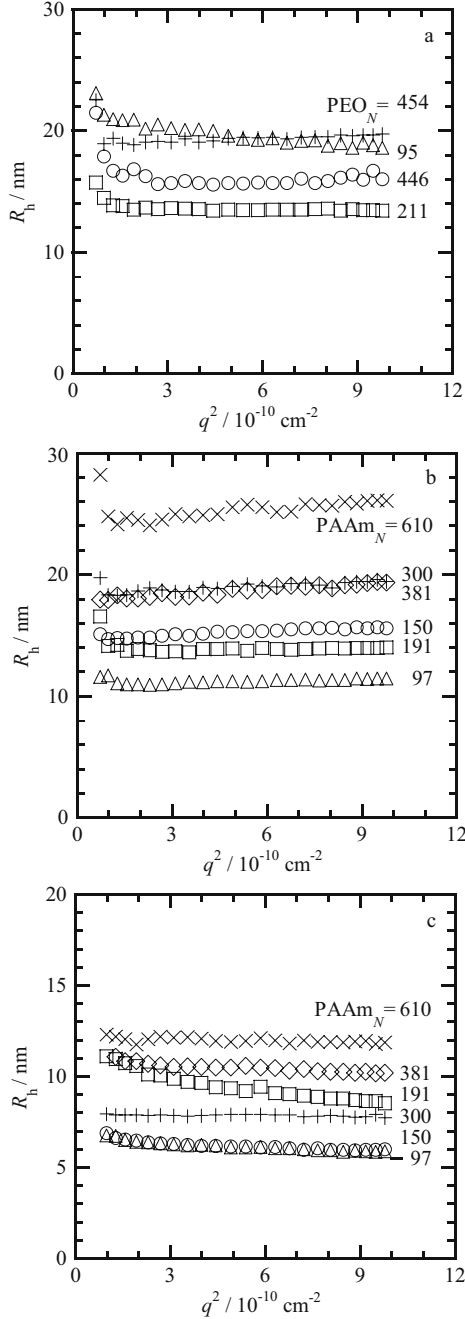 a
30
20
10
0
R_h / nm
PEO_N = 454
95
446
211
0 3 6 9 12
q^2 / 10^-10 cm^-2
b
30
20
10
0
R_h / nm
PAAm_N = 610
300
381
150
191
97
0 3 6 9 12
q^2 / 10^-10 cm^-2
c
20
15
10
5
0
R_h / nm
PAAm_N = 610
381
191
300
150
97
0 3 6 9 12
q^2 / 10^-10 cm^-2